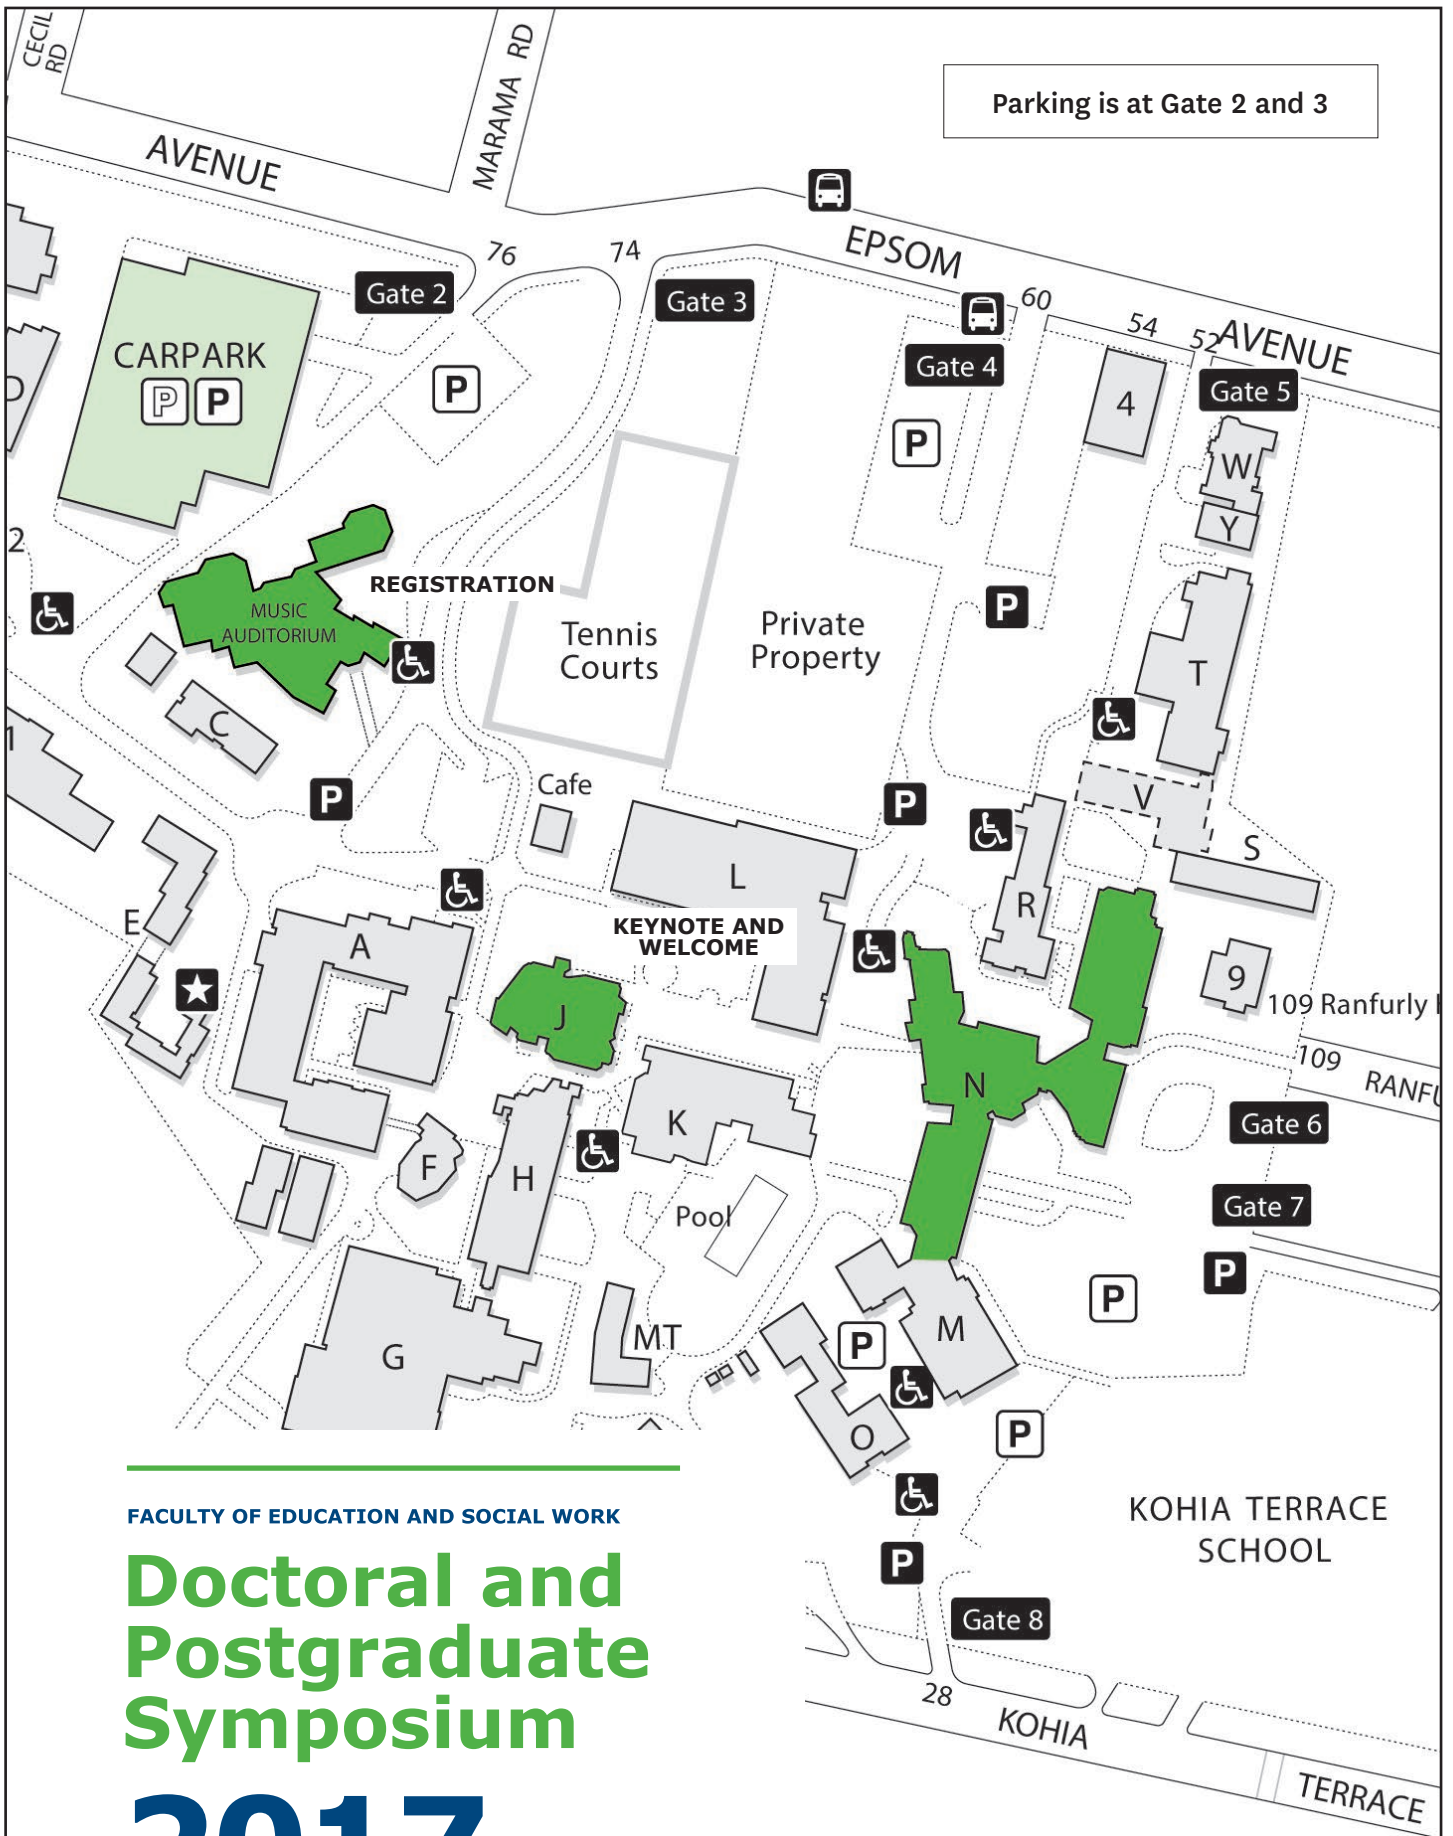 CECIL
RD
MARAMA RD
Parking is at Gate 2 and 3
AVENUE
76
74
EPSOM
Gate 2
Gate 3
60
54
52
AVENUE
Gate 4
Gate 5
CARPARK
P P
P
4
P
W
Y
D
2
REGISTRATION
MUSIC
AUDITORIUM
P
Tennis
Courts
Private
Property
T
C
1
P
Cafe
P
V
S
L
R
E
A
KEYNOTE AND
WELCOME
9
109 Ranfurly
J
109
N
K
Gate 6
F
H
Pool
Gate 7
P
P
MT
P
M
G
O
P
FACULTY OF EDUCATION AND SOCIAL WORK
KOHIA TERRACE
SCHOOL
Doctoral and
Postgraduate
Symposium
2017
P
Gate 8
28
KOHIA
TERRACE